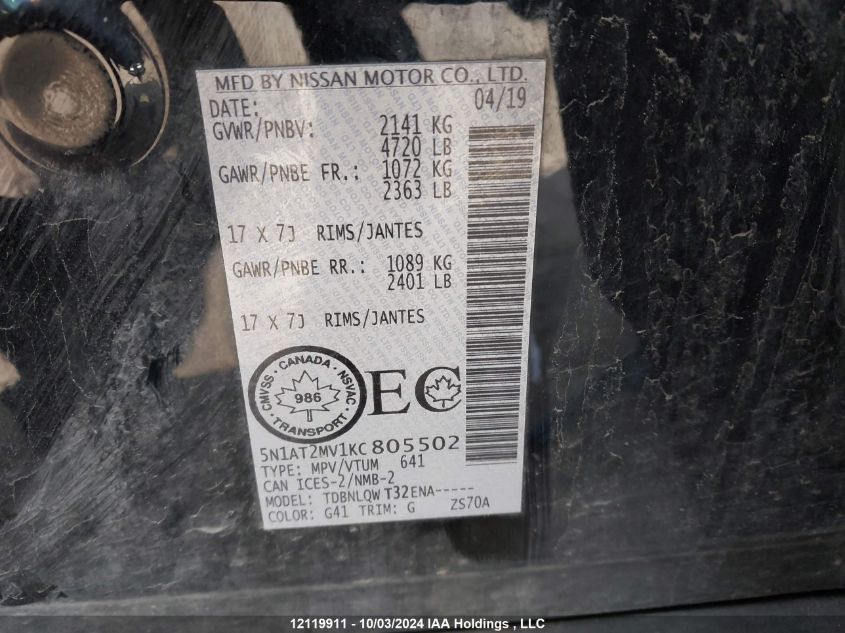 MFD BY NISSAN MOTOR CO., LTD.
DATE: 04/19
GVWR/PNBV: 2141 KG
4720 LB
GAWR/PNBE FR.: 1072 KG
2363 LB
17 X 7J RIMS/JANTES
GAWR/PNBE RR.: 1089 KG
2401 LB
17 X 7J RIMS/JANTES
CANADA
CMVSS · NSVAC
986
TRANSPORT
EC
5N1AT2MV1KC805502
TYPE: MPV/VTUM 641
CAN ICES-2/NMB-2
MODEL: TDBNLQW T32ENA-----
COLOR: G41 TRIM: G ZS70A
12119911 - 10/03/2024 IAA Holdings , LLC